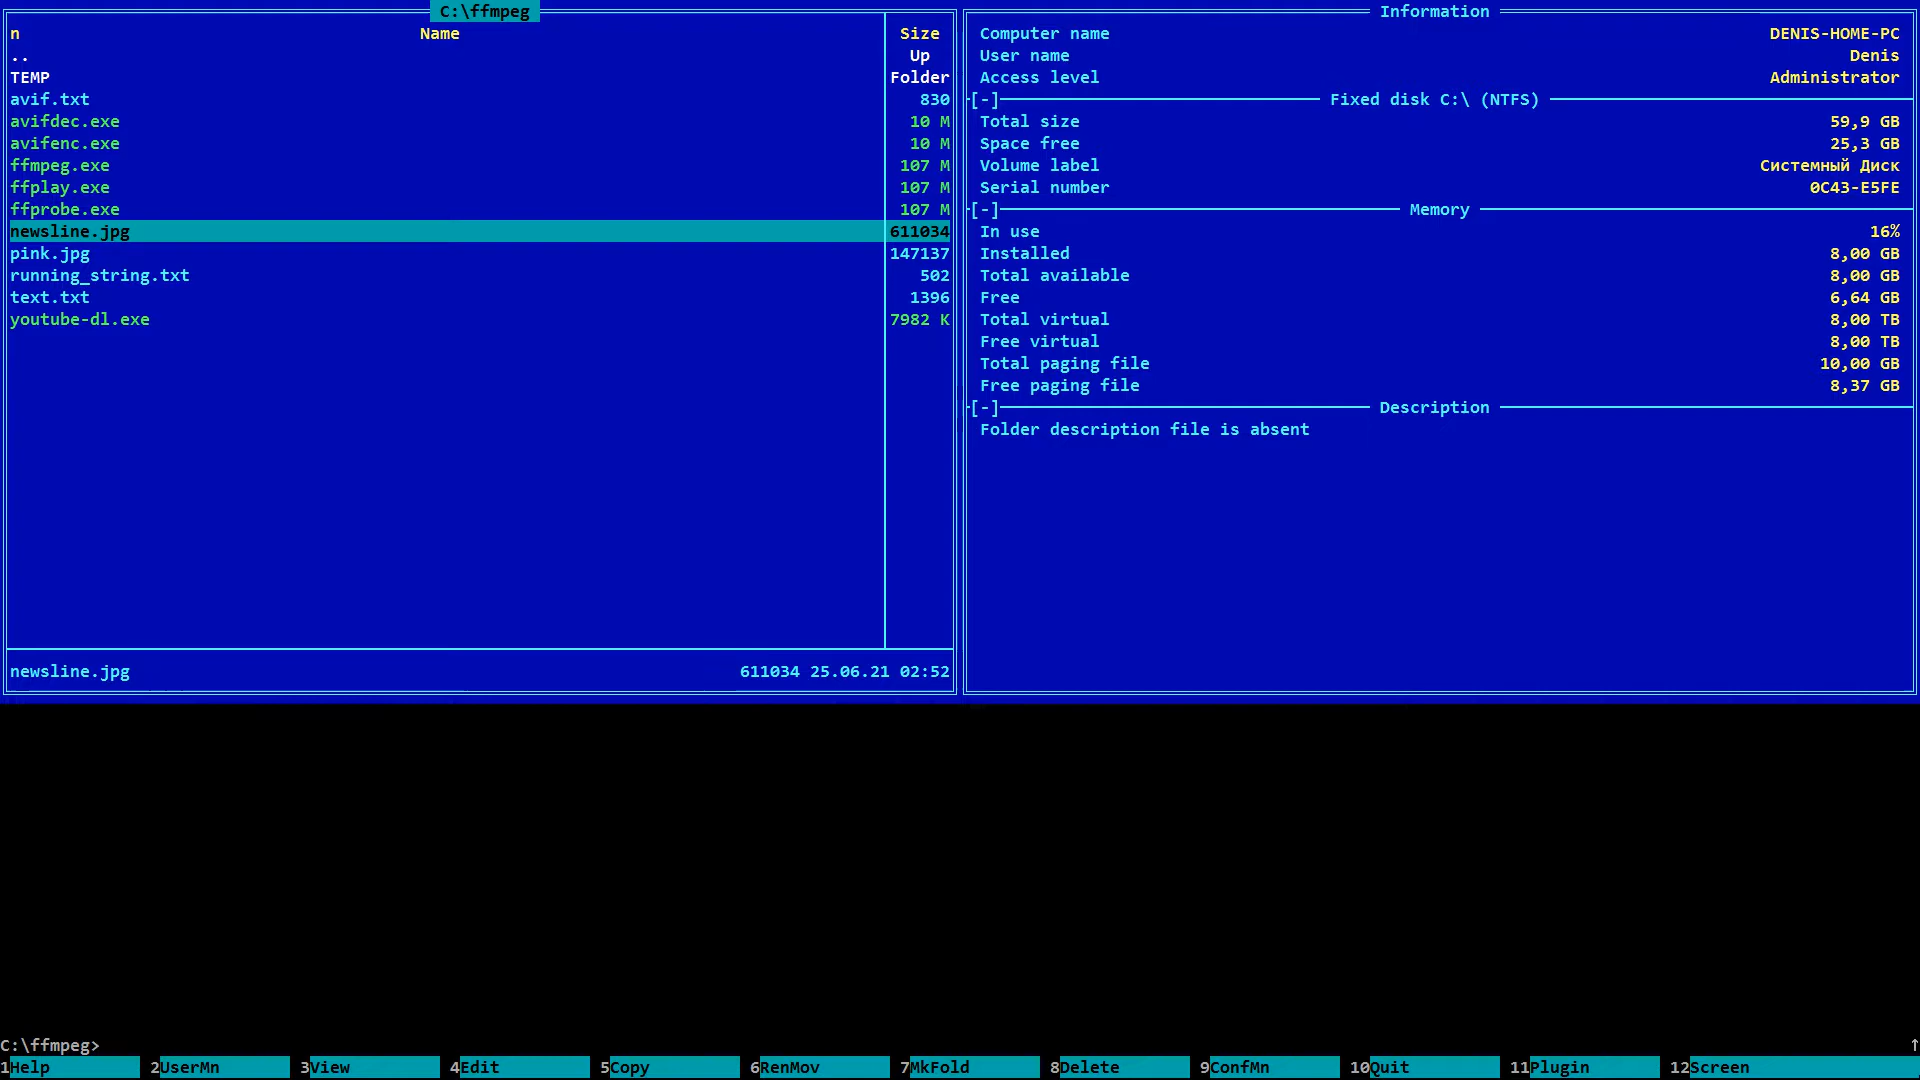 C:\ffmpeg
n Name Size
.. Up
TEMP Folder
avif.txt 830
avifdec.exe 10 M
avifenc.exe 10 M
ffmpeg.exe 107 M
ffplay.exe 107 M
ffprobe.exe 107 M
newsline.jpg 611034
pink.jpg 147137
running_string.txt 502
text.txt 1396
youtube-dl.exe 7982 K
newsline.jpg 611034 25.06.21 02:52
Information
Computer name DENIS-HOME-PC
User name Denis
Access level Administrator
[-] Fixed disk C:\ (NTFS)
Total size 59,9 GB
Space free 25,3 GB
Volume label Системный Диск
Serial number 0C43-E5FE
[-] Memory
In use 16%
Installed 8,00 GB
Total available 8,00 GB
Free 6,64 GB
Total virtual 8,00 TB
Free virtual 8,00 TB
Total paging file 10,00 GB
Free paging file 8,37 GB
[-] Description
Folder description file is absent
C:\ffmpeg> ↑
1Help 2UserMn 3View 4Edit 5Copy 6RenMov 7MkFold 8Delete 9ConfMn 10Quit 11Plugin 12Screen